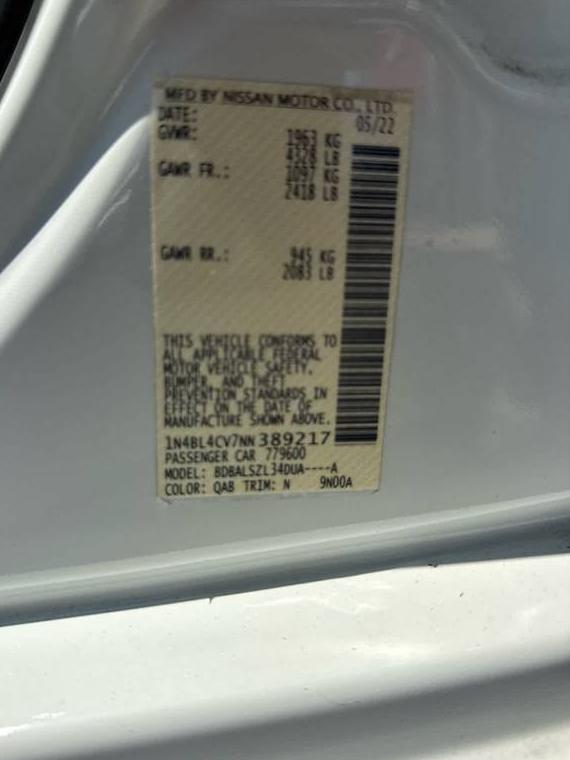 MFD BY NISSAN MOTOR CO., LTD.
DATE: 05/22
GVWR: 1963 KG
4328 LB
GAWR FR.: 1097 KG
2418 LB
GAWR RR.: 945 KG
2083 LB
THIS VEHICLE CONFORMS TO
ALL APPLICABLE FEDERAL
MOTOR VEHICLE SAFETY,
BUMPER, AND THEFT
PREVENTION STANDARDS IN
EFFECT ON THE DATE OF
MANUFACTURE SHOWN ABOVE.
1N4BL4CV7NN389217
PASSENGER CAR 779600
MODEL: BDBALSZL34DUA----A
COLOR: QAB TRIM: N 9N00A